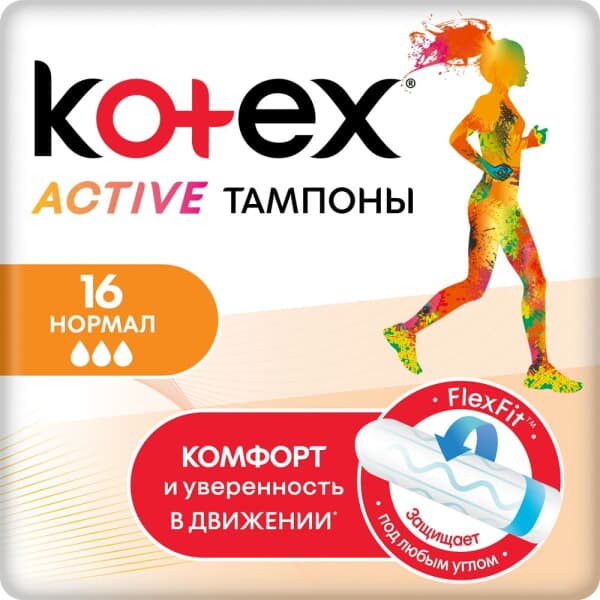 kotex®
ACTIVE ТАМПОНЫ
16
НОРМАЛ
КОМФОРТ
и уверенность
В ДВИЖЕНИИ*
FlexFit™
Защищает
под любым углом